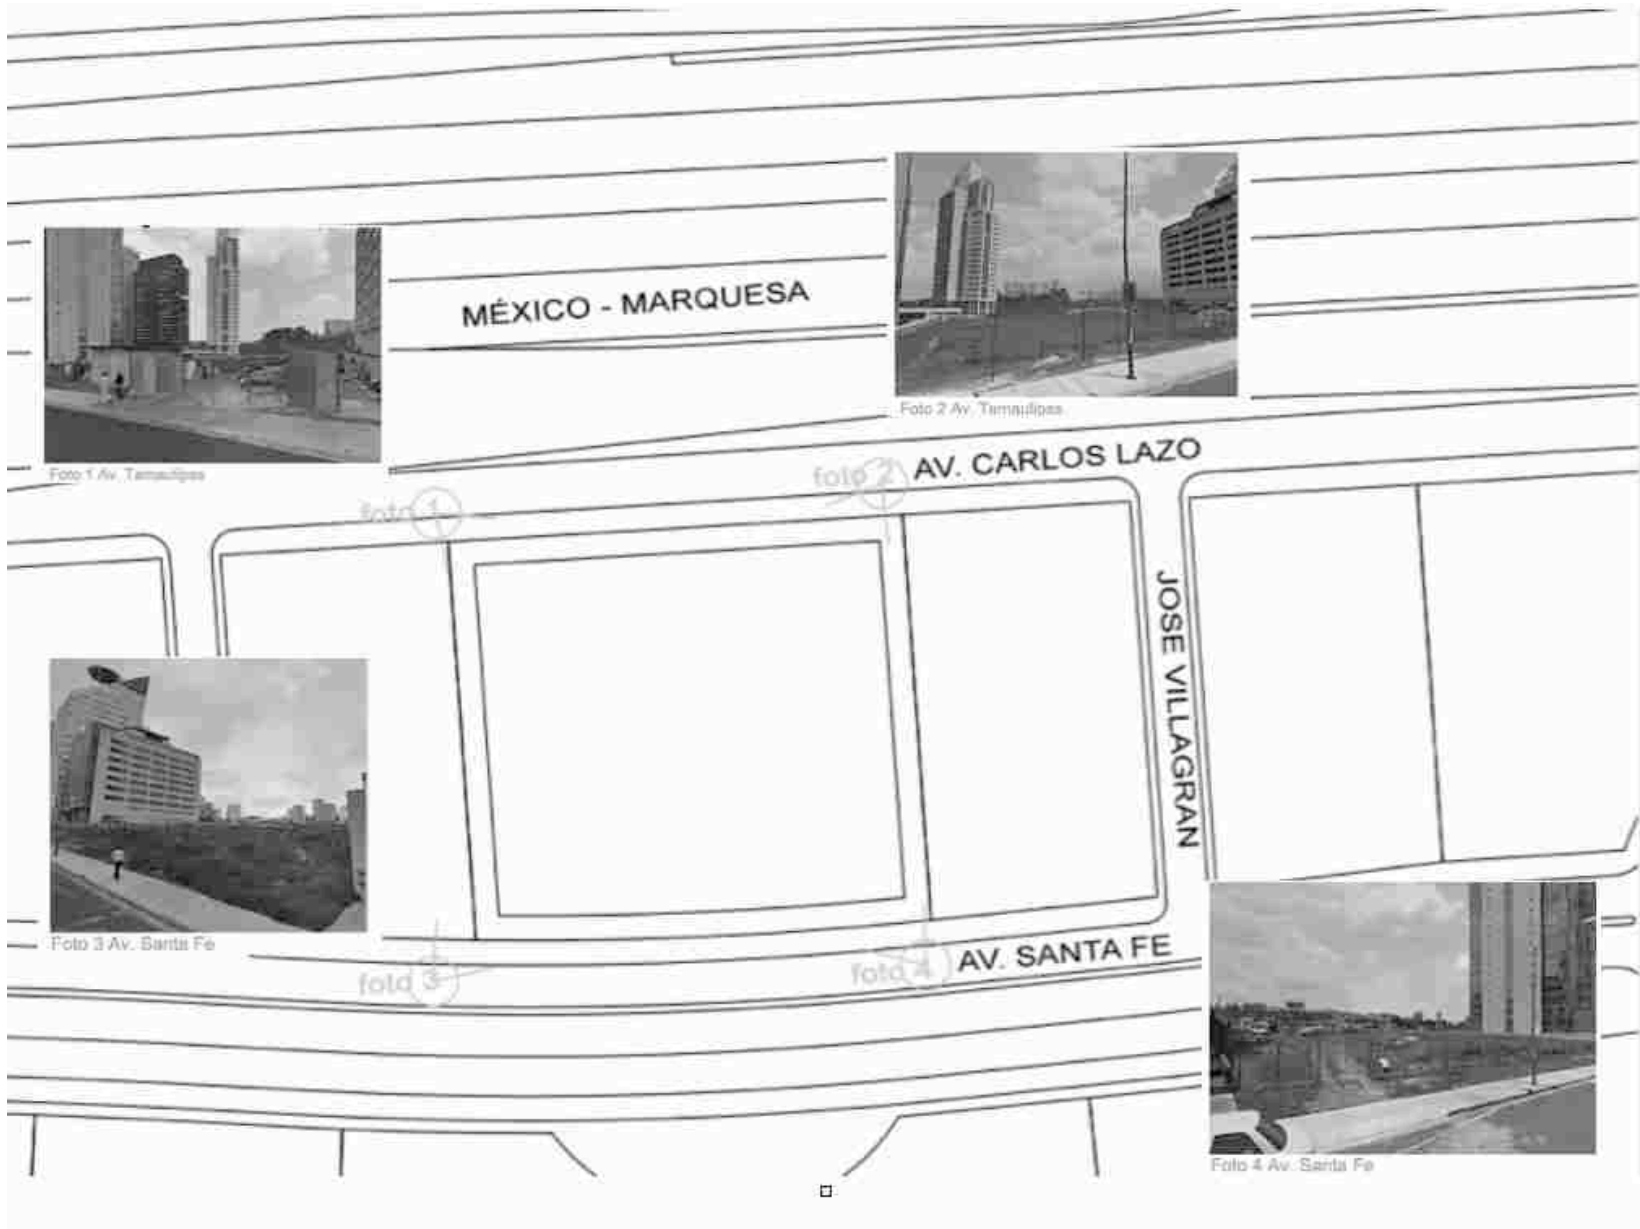 MÉXICO - MARQUESA
Foto 2 Av. Tamaulipas
Foto 1 Av. Tamaulipas
AV. CARLOS LAZO
foto 2
foto 1
JOSE VILLAGRAN
Foto 3 Av. Santa Fe
AV. SANTA FE
foto 3
foto 4
Foto 4 Av. Santa Fe